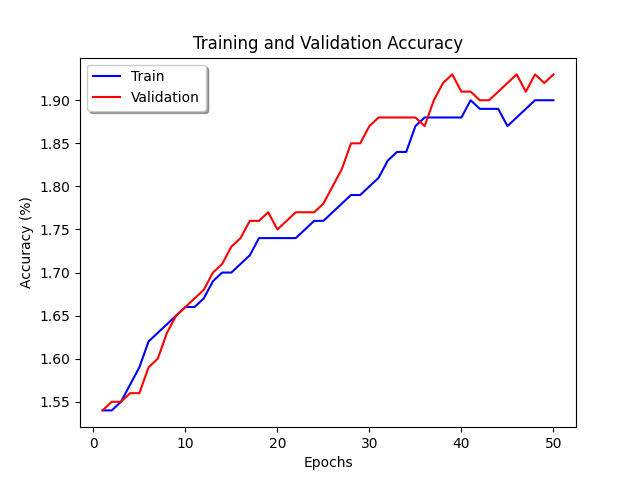 Training and Validation Accuracy
Train
Validation
Accuracy (%)
1.90
1.85
1.80
1.75
1.70
1.65
1.60
1.55
0 10 20 30 40 50
Epochs